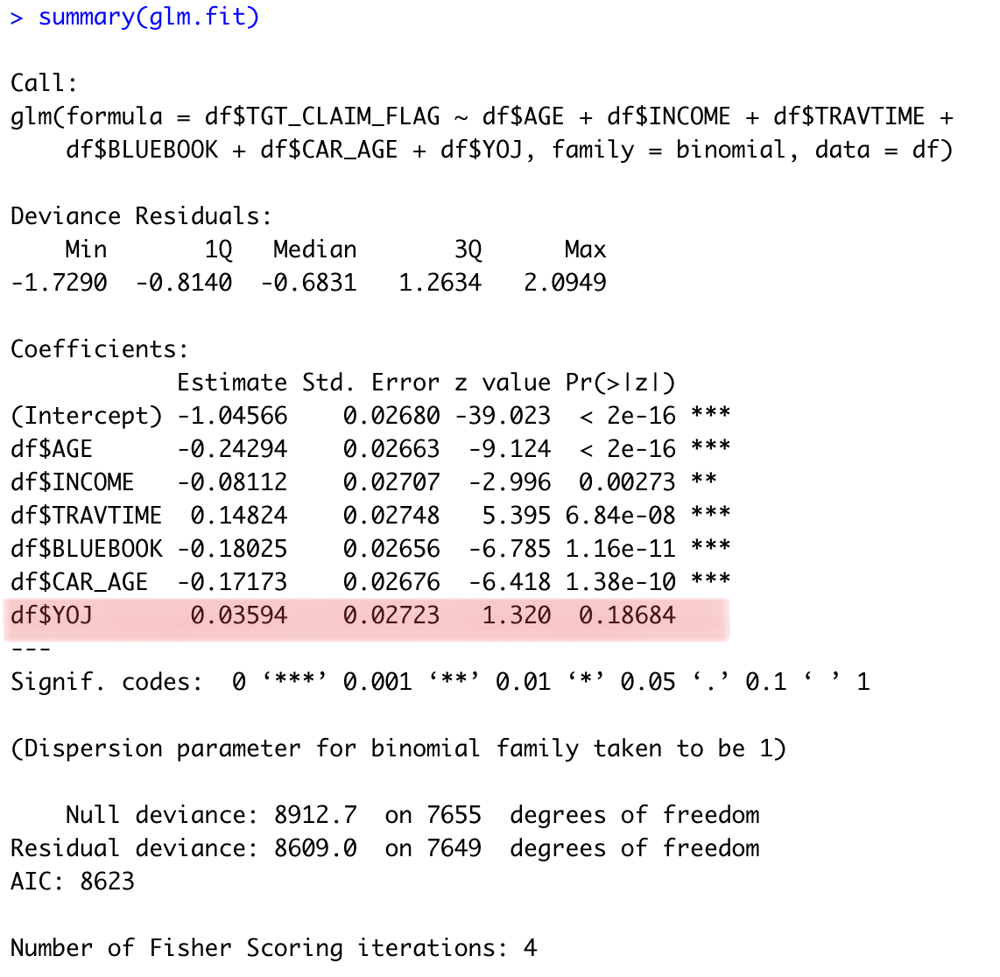 > summary(glm.fit)
Call:
glm(formula = df$TGT_CLAIM_FLAG ~ df$AGE + df$INCOME + df$TRAVTIME +
    df$BLUEBOOK + df$CAR_AGE + df$YOJ, family = binomial, data = df)
Deviance Residuals:
    Min       1Q   Median       3Q      Max
-1.7290  -0.8140  -0.6831   1.2634   2.0949
Coefficients:
            Estimate Std. Error z value Pr(>|z|)
(Intercept) -1.04566    0.02680 -39.023  < 2e-16 ***
df$AGE      -0.24294    0.02663  -9.124  < 2e-16 ***
df$INCOME   -0.08112    0.02707  -2.996  0.00273 **
df$TRAVTIME  0.14824    0.02748   5.395 6.84e-08 ***
df$BLUEBOOK -0.18025    0.02656  -6.785 1.16e-11 ***
df$CAR_AGE  -0.17173    0.02676  -6.418 1.38e-10 ***
df$YOJ       0.03594    0.02723   1.320  0.18684
---
Signif. codes:  0 ‘***’ 0.001 ‘**’ 0.01 ‘*’ 0.05 ‘.’ 0.1 ‘ ’ 1
(Dispersion parameter for binomial family taken to be 1)
    Null deviance: 8912.7  on 7655  degrees of freedom
Residual deviance: 8609.0  on 7649  degrees of freedom
AIC: 8623
Number of Fisher Scoring iterations: 4